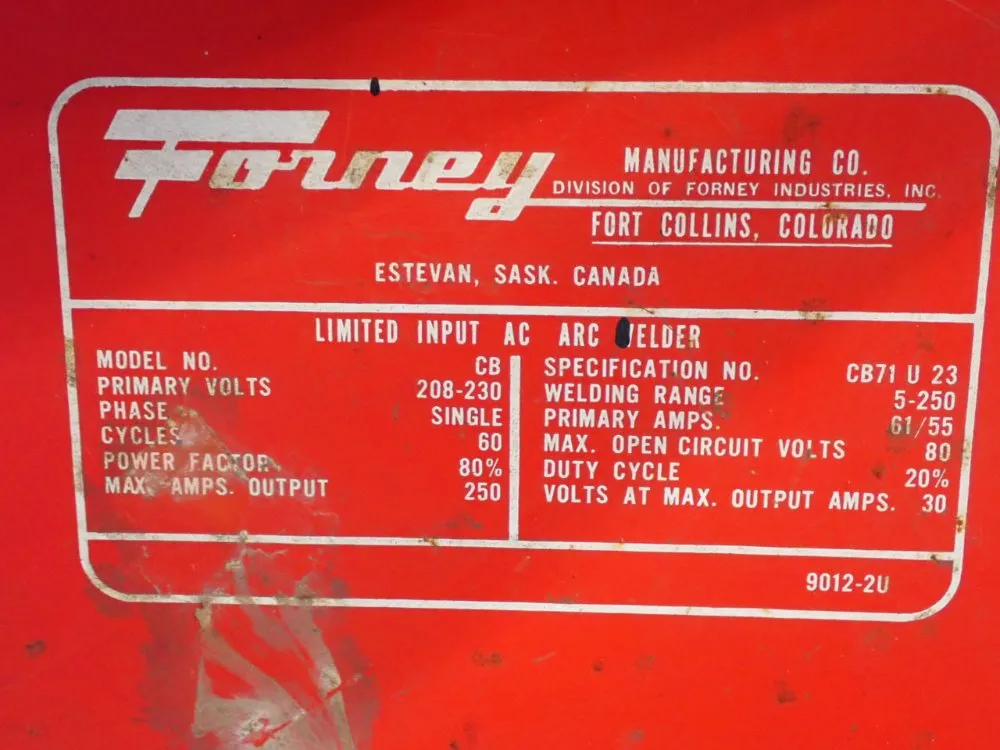 Forney
MANUFACTURING CO.
DIVISION OF FORNEY INDUSTRIES, INC.
FORT COLLINS, COLORADO
ESTEVAN, SASK. CANADA
LIMITED INPUT AC ARC WELDER
MODEL NO. CB
PRIMARY VOLTS 208-230
PHASE SINGLE
CYCLES 60
POWER FACTOR 80%
MAX. AMPS. OUTPUT 250
SPECIFICATION NO. CB71 U 23
WELDING RANGE 5-250
PRIMARY AMPS. 61/55
MAX. OPEN CIRCUIT VOLTS 80
DUTY CYCLE 20%
VOLTS AT MAX. OUTPUT AMPS. 30
9012-2U